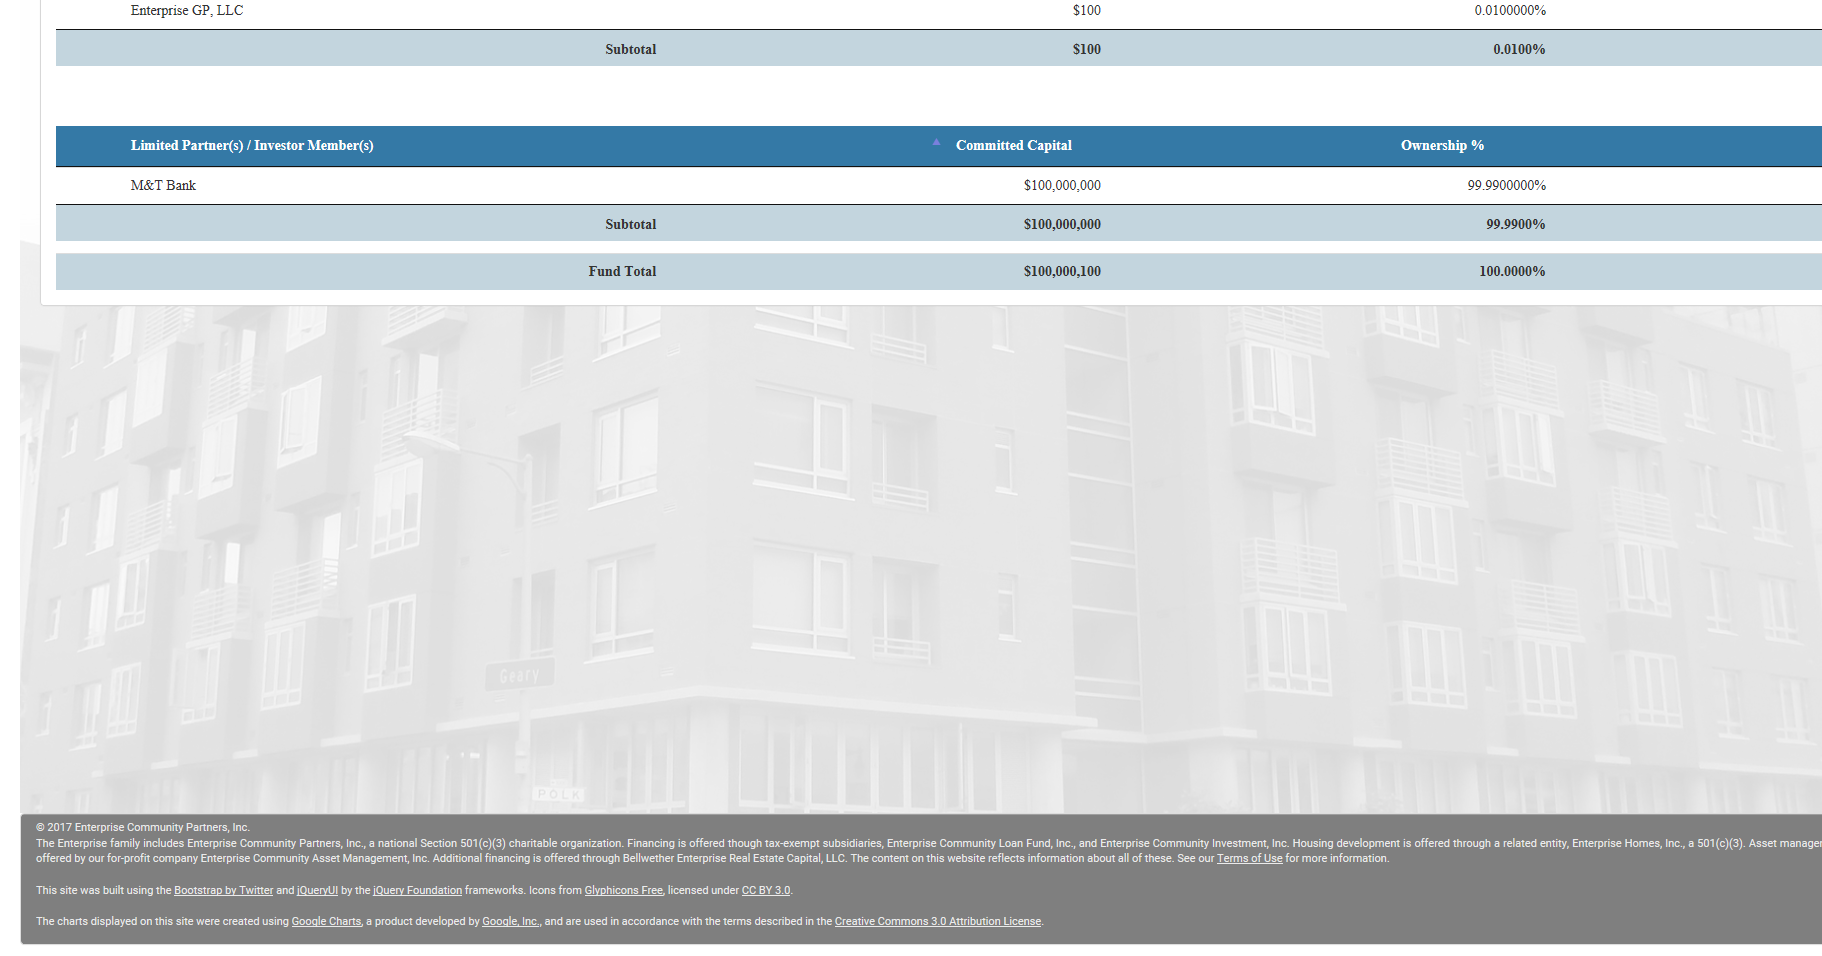 Enterprise GP, LLC $100 0.0100000%
Subtotal $100 0.0100%
Limited Partner(s) / Investor Member(s) Committed Capital Ownership %
M&T Bank $100,000,000 99.9900000%
Subtotal $100,000,000 99.9900%
Fund Total $100,000,100 100.0000%
Geary
POLK
© 2017 Enterprise Community Partners, Inc.
The Enterprise family includes Enterprise Community Partners, Inc., a national Section 501(c)(3) charitable organization. Financing is offered though tax-exempt subsidiaries, Enterprise Community Loan Fund, Inc., and Enterprise Community Investment, Inc. Housing development is offered through a related entity, Enterprise Homes, Inc., a 501(c)(3). Asset manager
offered by our for-profit company Enterprise Community Asset Management, Inc. Additional financing is offered through Bellwether Enterprise Real Estate Capital, LLC. The content on this website reflects information about all of these. See our Terms of Use for more information.
This site was built using the Bootstrap by Twitter and jQueryUI by the jQuery Foundation frameworks. Icons from Glyphicons Free, licensed under CC BY 3.0.
The charts displayed on this site were created using Google Charts, a product developed by Google, Inc., and are used in accordance with the terms described in the Creative Commons 3.0 Attribution License.